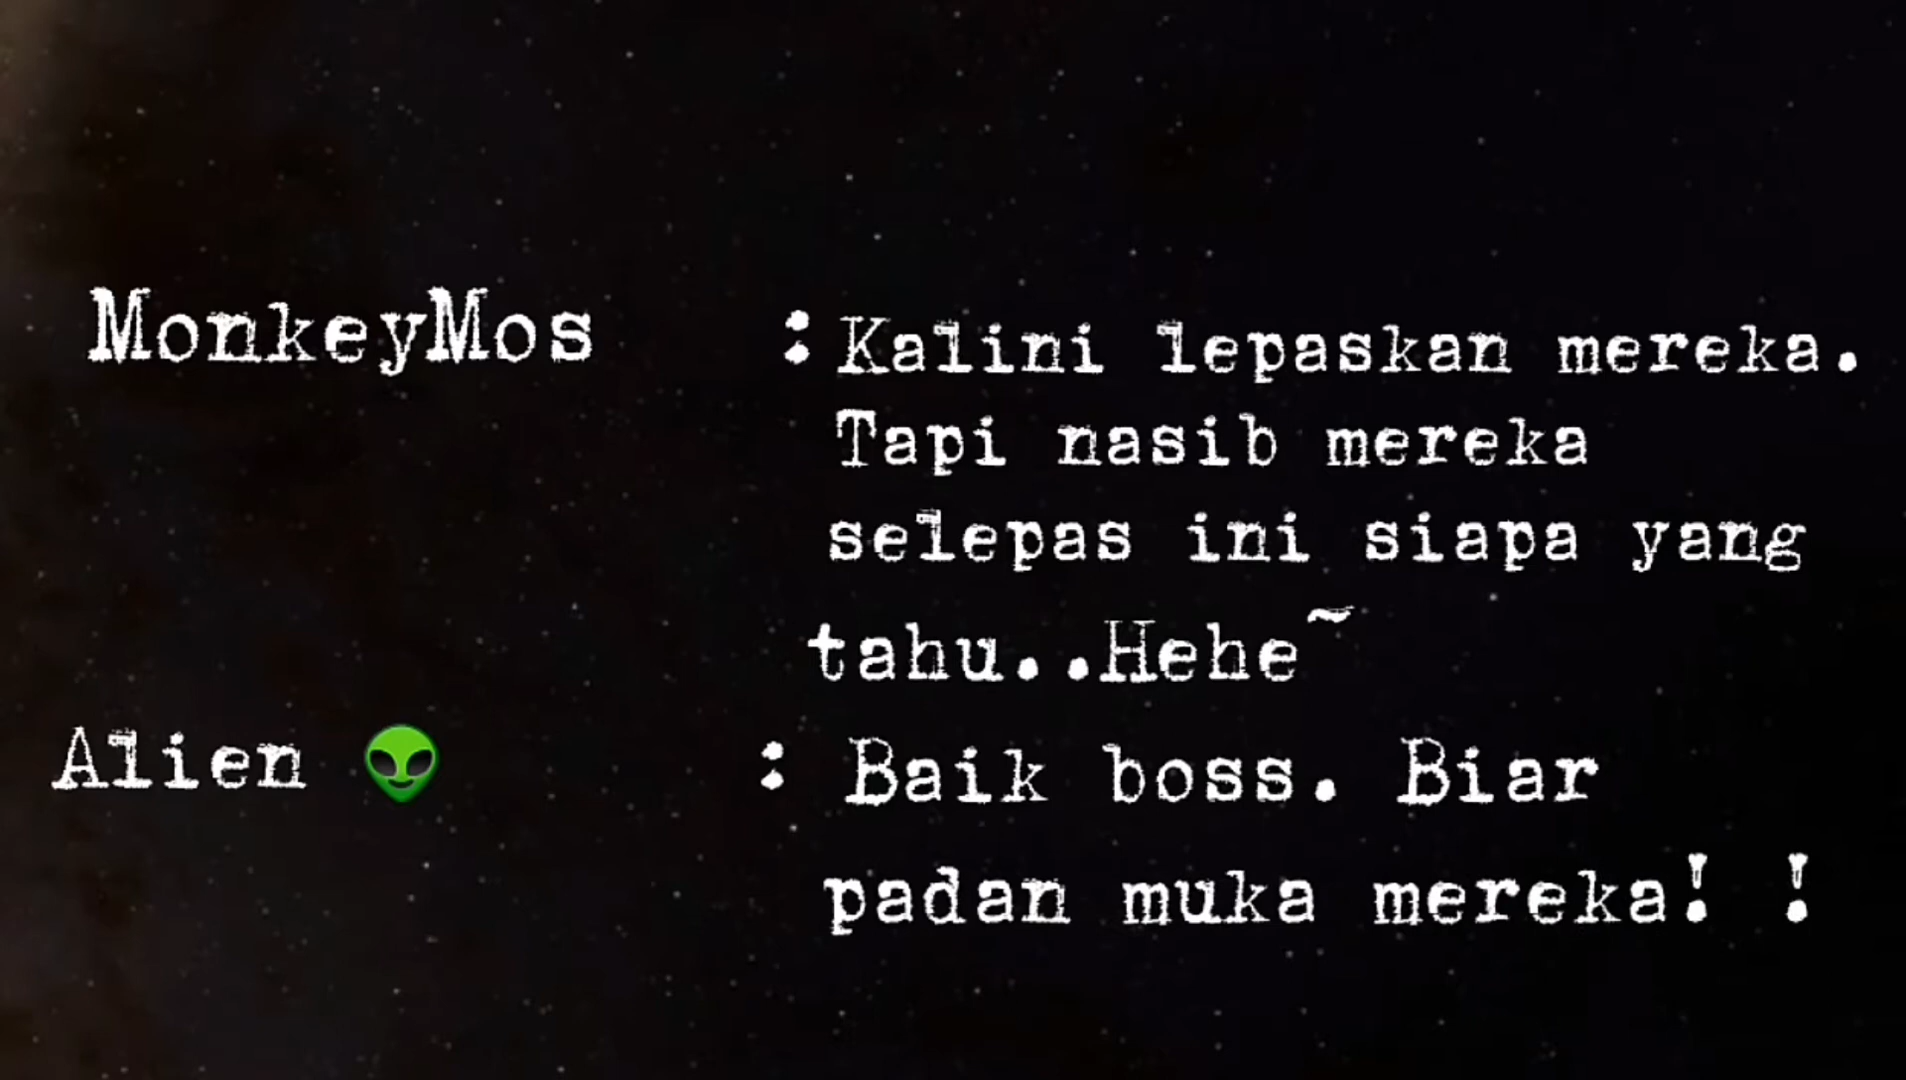 MonkeyMos : Kalini lepaskan mereka.
Tapi nasib mereka
selepas ini siapa yang
tahu..Hehe~
Alien 👽 : Baik boss. Biar
padan muka mereka! !